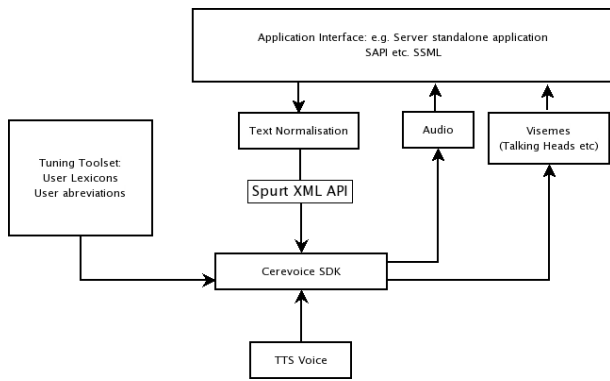 Application Interface: e.g. Server standalone application
SAPI etc. SSML
Text Normalisation
Audio
Visemes
(Talking Heads etc)
Tuning Toolset:
User Lexicons
User abreviations
Spurt XML API
Cerevoice SDK
TTS Voice